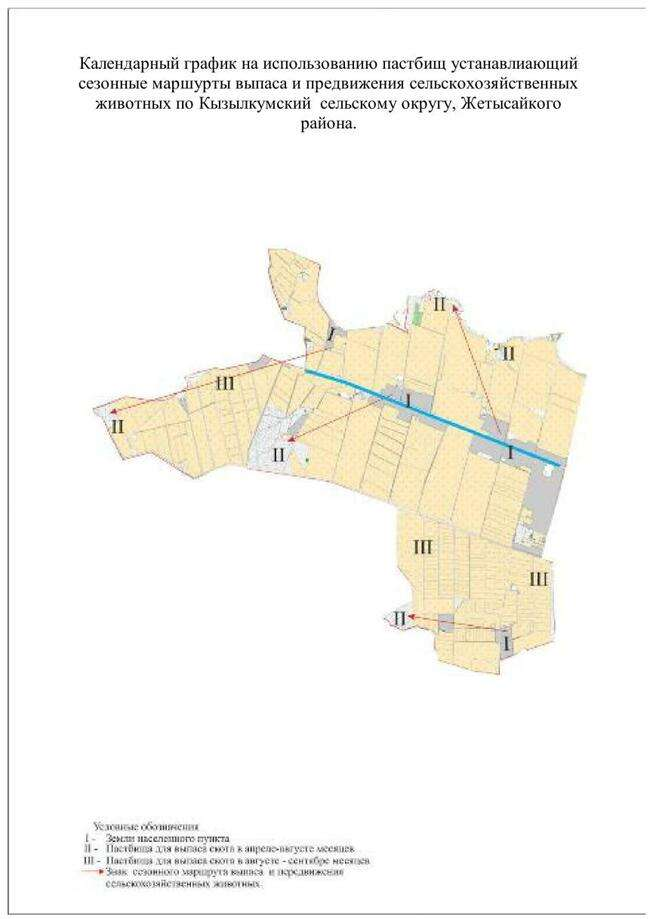 Календарный график на использованию пастбищ устанавлиающий
сезонные маршурты выпаса и предвижения сельскохозяйственных
животных по Кызылкумский сельскому округу, Жетысайкого
района.
II
I
II
III
I
II
II
I
III
III
II
I
Условные обозначения
I - Земли населенного пункта
II - Пастбища для выпаса скота в апреле-августе месяцев
III - Пастбища для выпаса скота в августе - сентябре месяцев
Знак сезонного маршрута выпаса и передвижения
сельскохозяйственных животных.